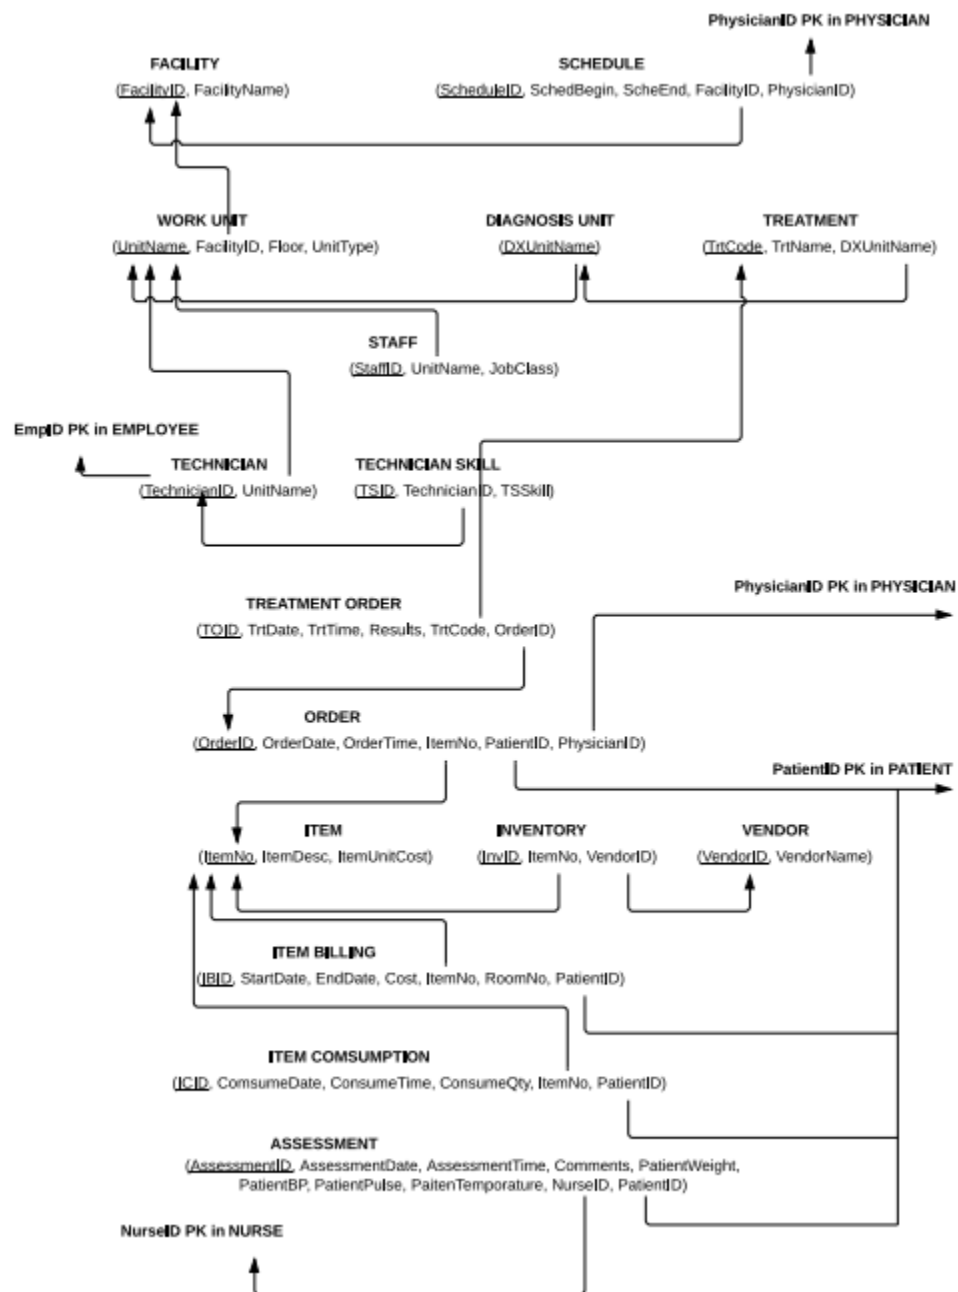 PhysicianID PK in PHYSICIAN
FACILITY
SCHEDULE
(FacilityID, FacilityName)
(ScheduleID, SchedBegin, ScheEnd, FacilityID, PhysicianID)
WORK UNIT
DIAGNOSIS UNIT
TREATMENT
(UnitName, FacilityID, Floor, UnitType)
(DXUnitName)
(TrtCode, TrtName, DXUnitName)
STAFF
(StaffID, UnitName, JobClass)
EmpID PK in EMPLOYEE
TECHNICIAN
TECHNICIAN SKILL
(TechnicianID, UnitName)
(TSID, TechnicianID, TSSkill)
PhysicianID PK in PHYSICIAN
TREATMENT ORDER
(TOID, TrtDate, TrtTime, Results, TrtCode, OrderID)
ORDER
(OrderID, OrderDate, OrderTime, ItemNo, PatientID, PhysicianID)
PatientID PK in PATIENT
ITEM
INVENTORY
VENDOR
(ItemNo, ItemDesc, ItemUnitCost)
(InvID, ItemNo, VendorID)
(VendorID, VendorName)
ITEM BILLING
(IBID, StartDate, EndDate, Cost, ItemNo, RoomNo, PatientID)
ITEM COMSUMPTION
(ICID, ComsumeDate, ConsumeTime, ConsumeQty, ItemNo, PatientID)
ASSESSMENT
(AssessmentID, AssessmentDate, AssessmentTime, Comments, PatientWeight,
PatientBP, PatientPulse, PaitenTemporature, NurseID, PatientID)
NurseID PK in NURSE